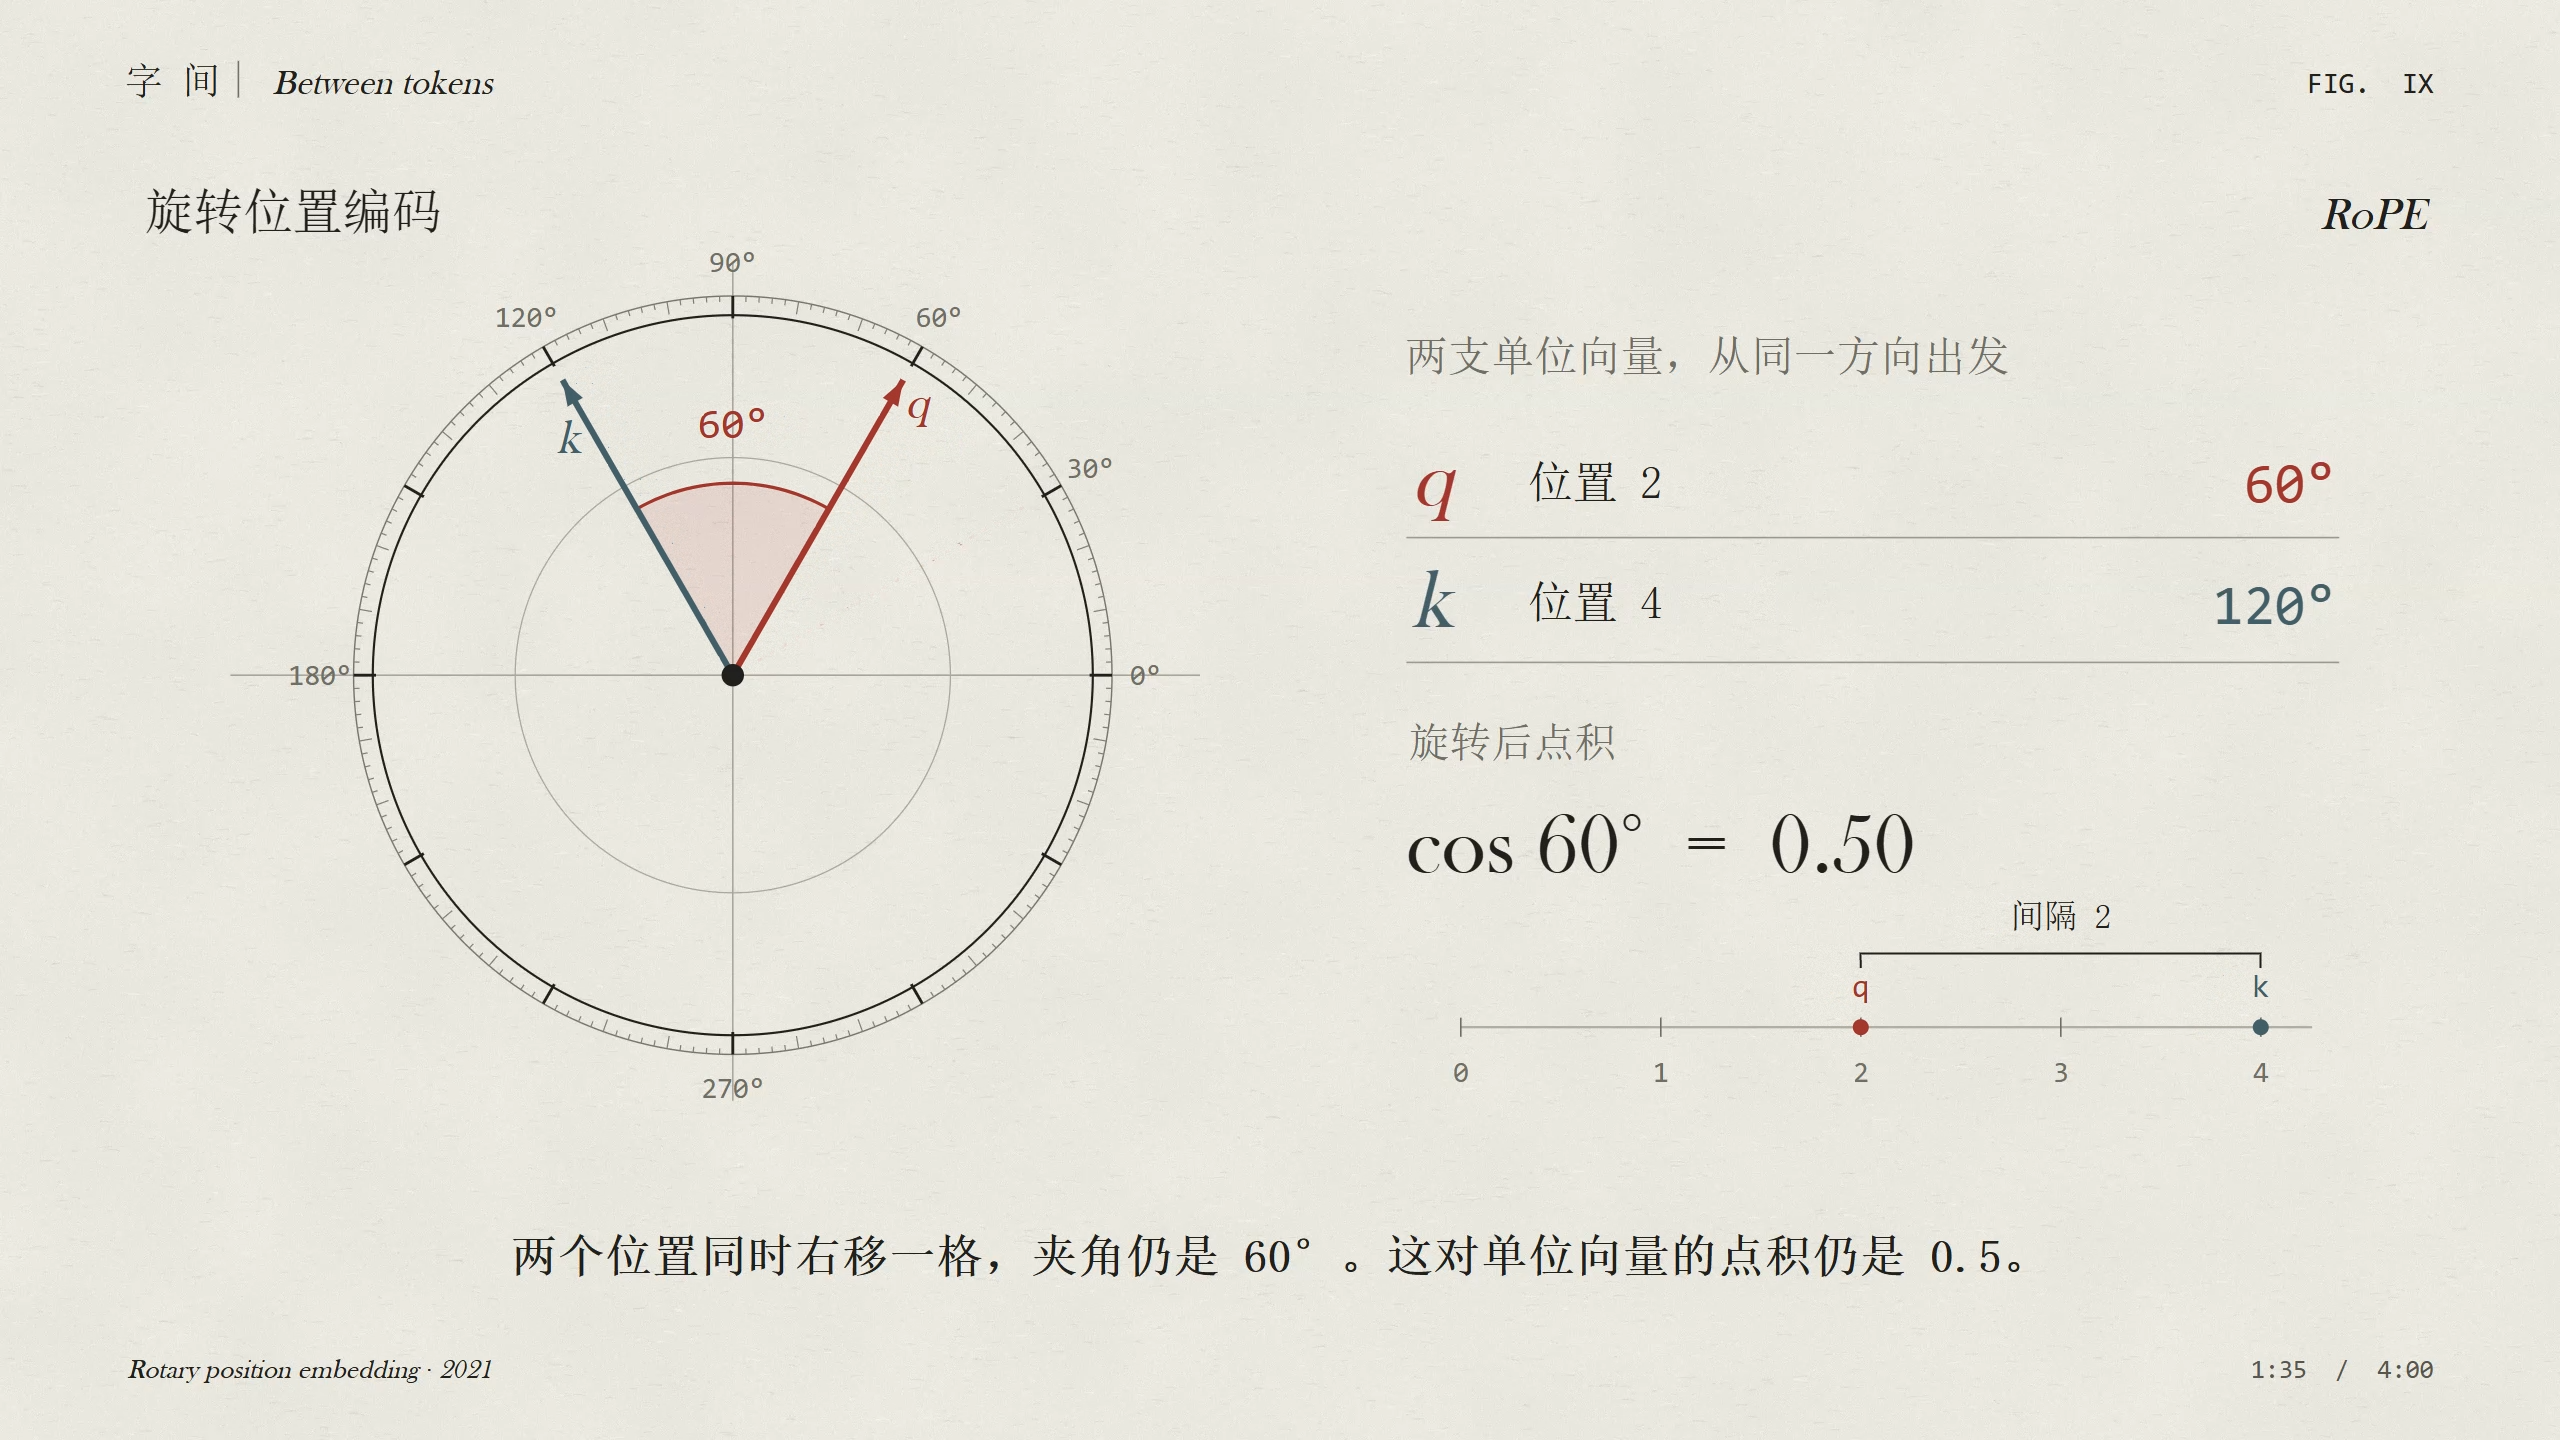 字 间 | Between tokens
FIG. IX
旋转位置编码
RoPE
90°
120°
60°
30°
180°
0°
270°
60°
k
q
两支单位向量，从同一方向出发
q 位置 2 60°
k 位置 4 120°
旋转后点积
cos 60° = 0.50
间隔 2
q k
0 1 2 3 4
两个位置同时右移一格，夹角仍是 60°。这对单位向量的点积仍是 0.5。
Rotary position embedding · 2021
1:35 / 4:00